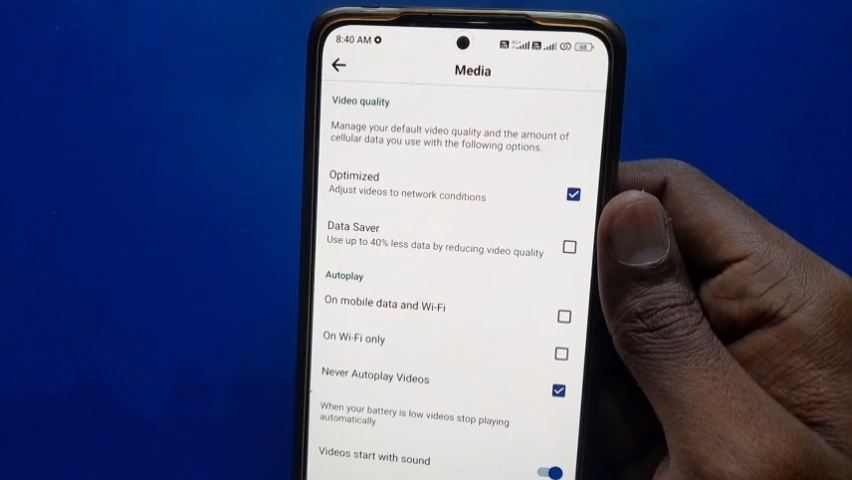 8:40 AM
68
Media
Video quality
Manage your default video quality and the amount of
cellular data you use with the following options.
Optimized
Adjust videos to network conditions
Data Saver
Use up to 40% less data by reducing video quality
Autoplay
On mobile data and Wi-Fi
On Wi-Fi only
Never Autoplay Videos
When your battery is low videos stop playing
automatically
Videos start with sound